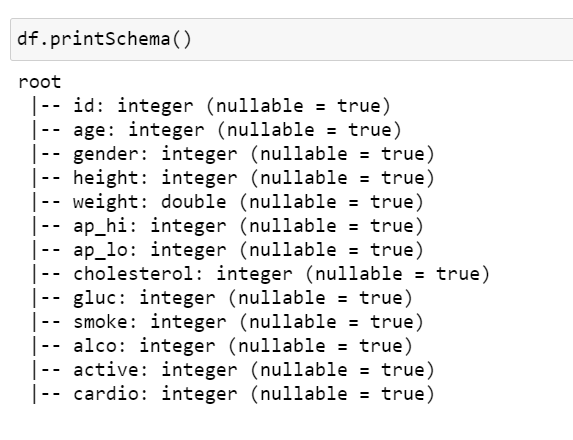 df.printSchema()
root
 |-- id: integer (nullable = true)
 |-- age: integer (nullable = true)
 |-- gender: integer (nullable = true)
 |-- height: integer (nullable = true)
 |-- weight: double (nullable = true)
 |-- ap_hi: integer (nullable = true)
 |-- ap_lo: integer (nullable = true)
 |-- cholesterol: integer (nullable = true)
 |-- gluc: integer (nullable = true)
 |-- smoke: integer (nullable = true)
 |-- alco: integer (nullable = true)
 |-- active: integer (nullable = true)
 |-- cardio: integer (nullable = true)